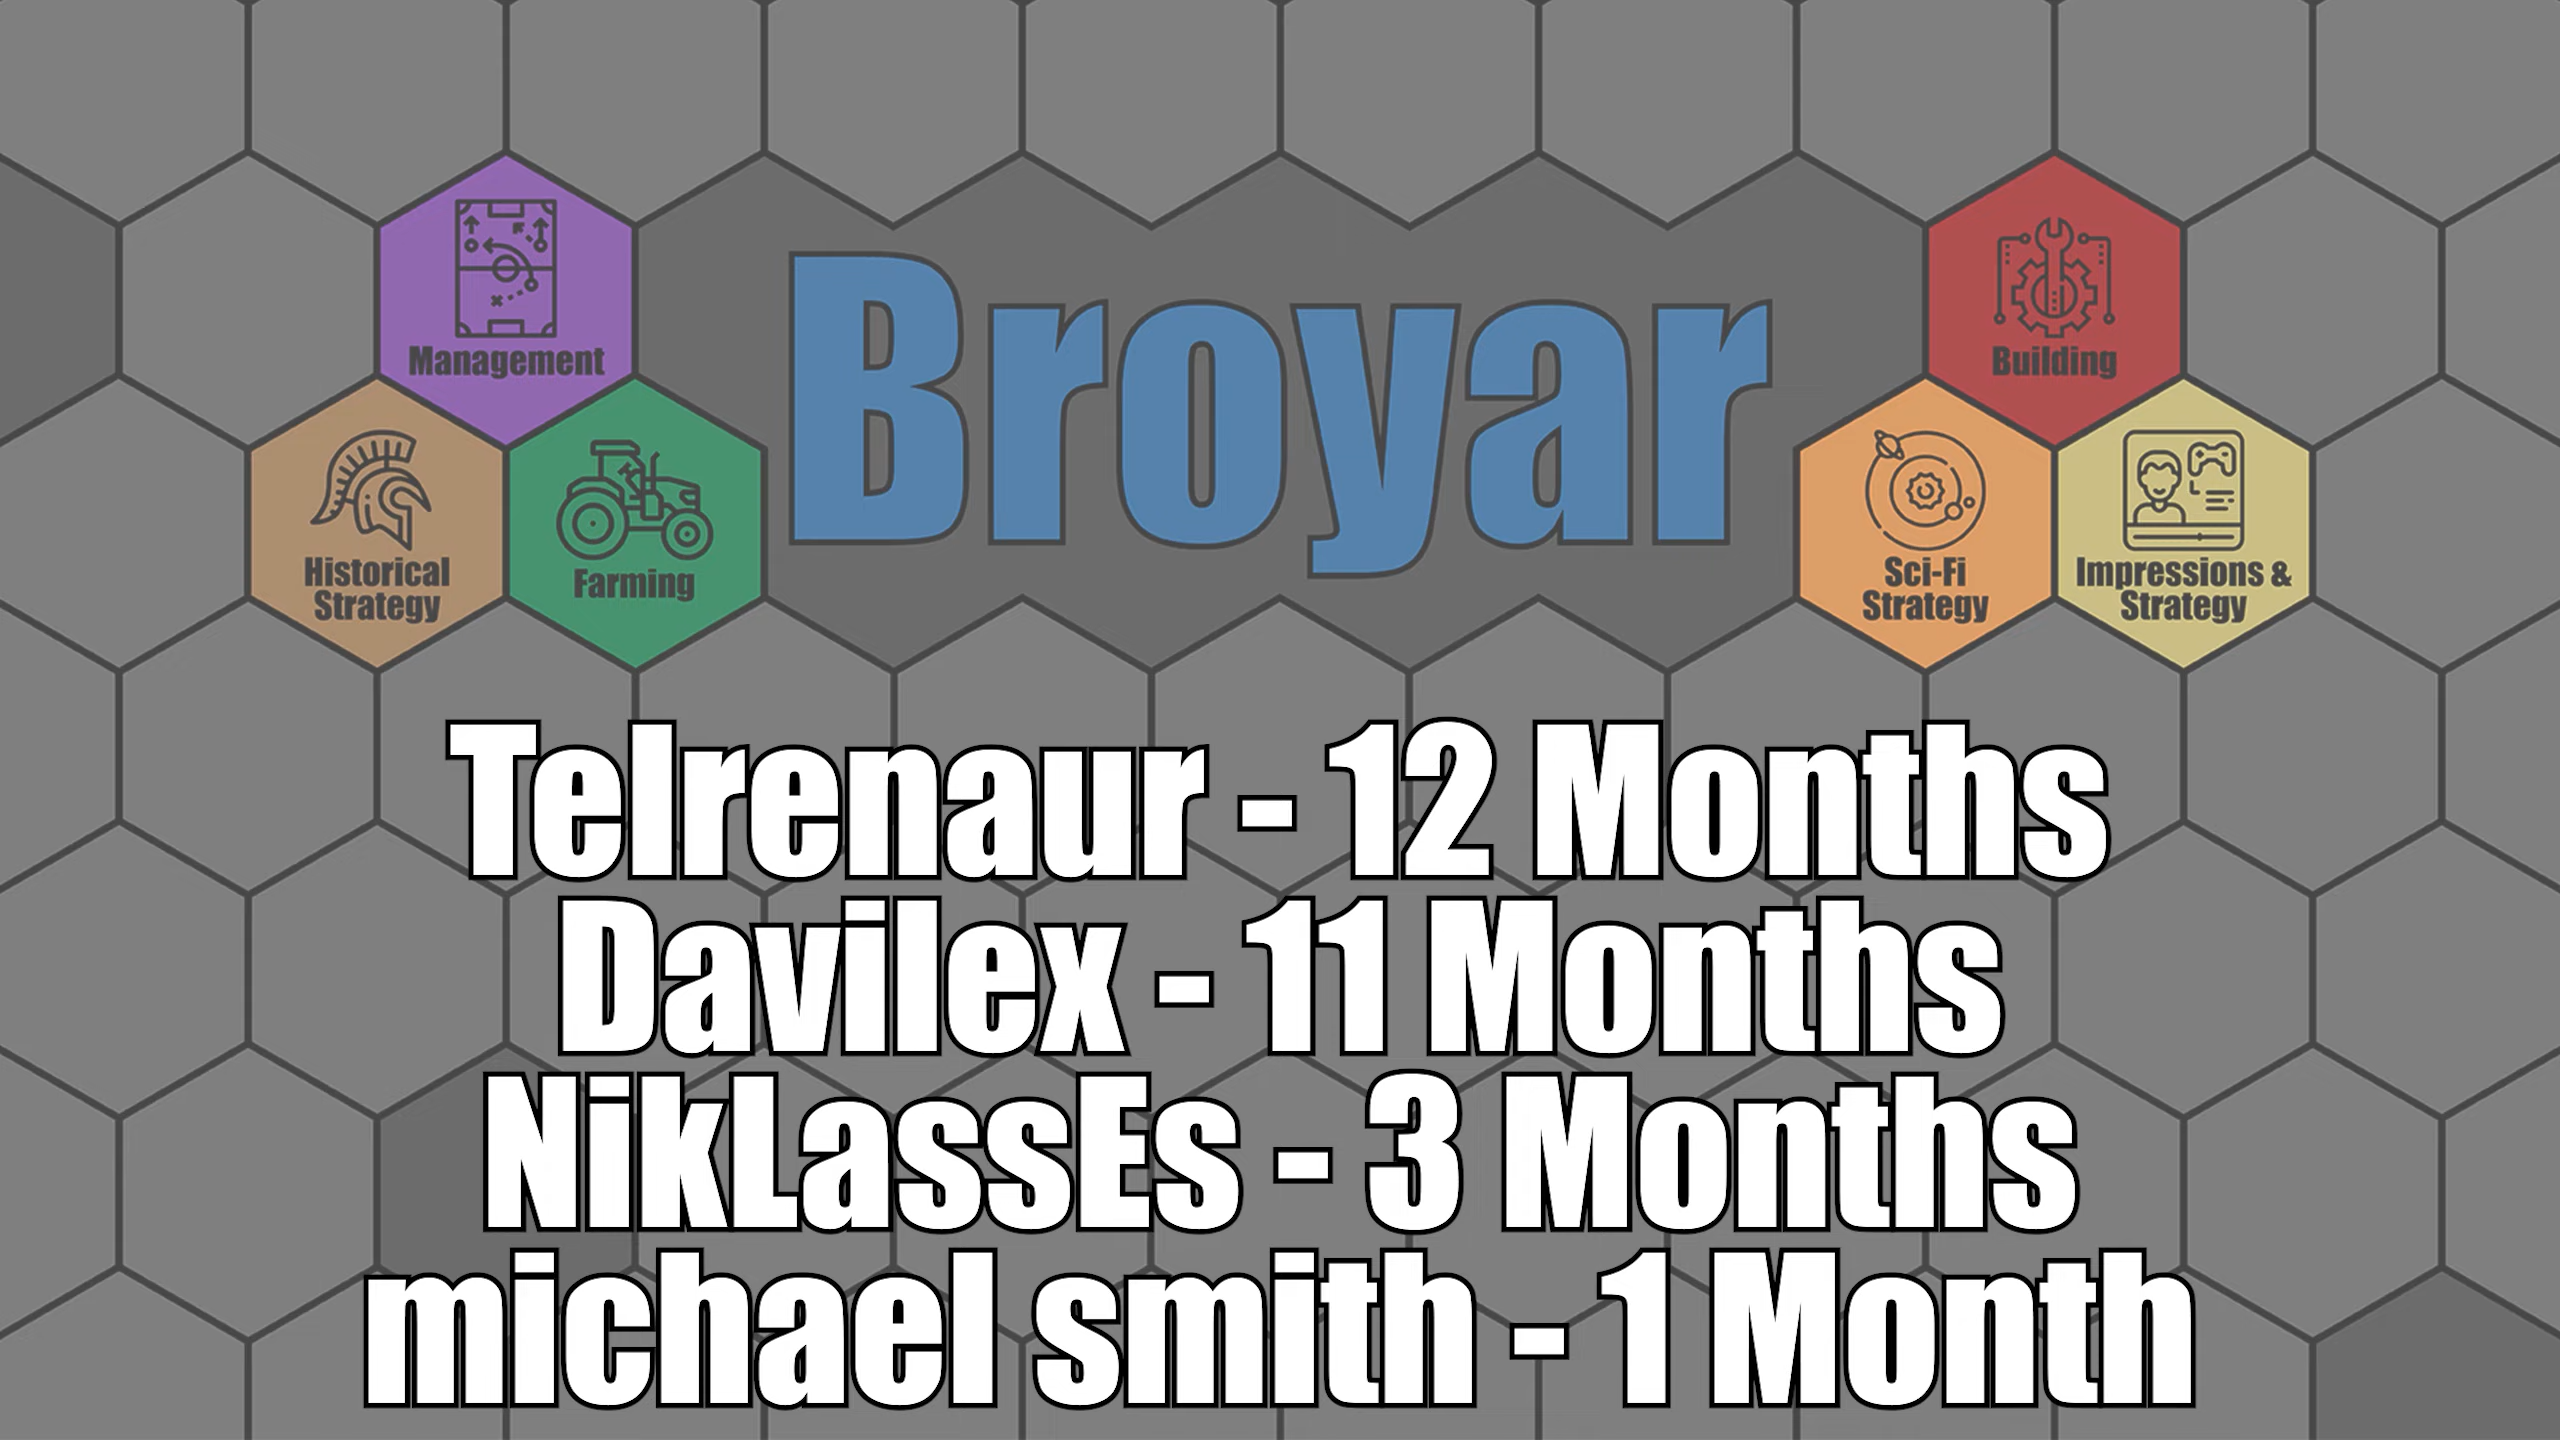 Management
Historical
Strategy
Farming
Broyar
Building
Sci-Fi
Strategy
Impressions &
Strategy
Telrenaur - 12 Months
Davilex - 11 Months
NikLassEs - 3 Months
michael smith - 1 Month